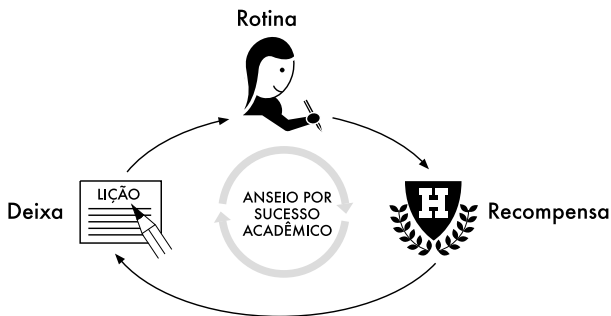 Rotina
LIÇÃO
Deixa
ANSEIO POR
SUCESSO
ACADÊMICO
H
Recompensa